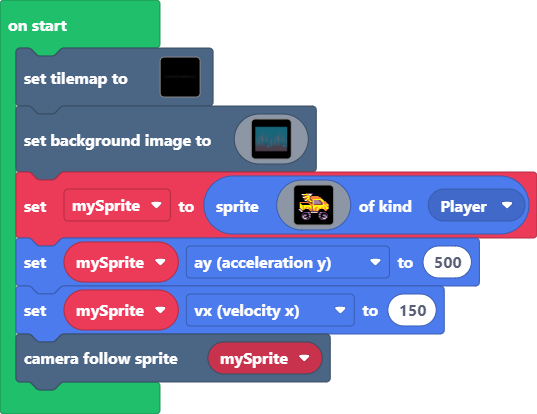 on start
set tilemap to
set background image to
set mySprite to sprite of kind Player
set mySprite ay (acceleration y) to 500
set mySprite vx (velocity x) to 150
camera follow sprite mySprite